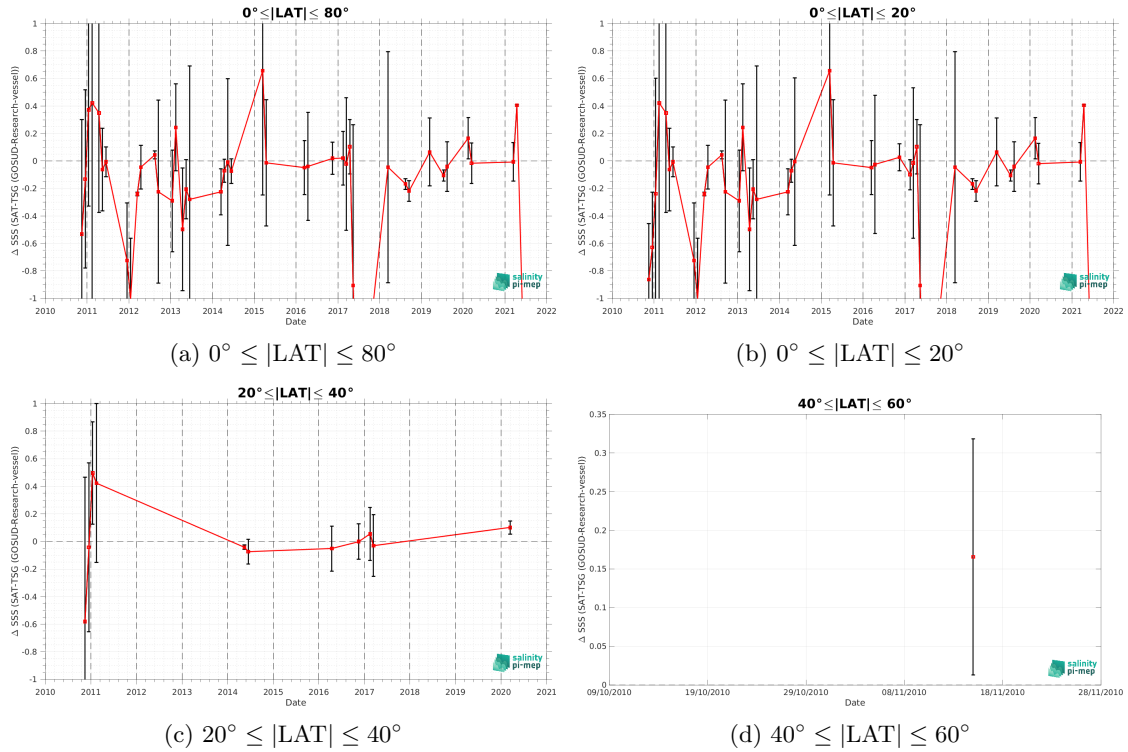 0°≤|LAT|≤ 80°
Δ SSS (SAT-TSG (GOSUD-Research-vessel))
1
0.8
0.6
0.4
0.2
0
-0.2
-0.4
-0.6
-0.8
-1
2010 2011 2012 2013 2014 2015 2016 2017 2018 2019 2020 2021 2022
Date
salinity
pi-mep
(a) 0° ≤ |LAT| ≤ 80°
0°≤|LAT|≤ 20°
Δ SSS (SAT-TSG (GOSUD-Research-vessel))
1
0.8
0.6
0.4
0.2
0
-0.2
-0.4
-0.6
-0.8
-1
2010 2011 2012 2013 2014 2015 2016 2017 2018 2019 2020 2021 2022
Date
salinity
pi-mep
(b) 0° ≤ |LAT| ≤ 20°
20°≤|LAT|≤ 40°
Δ SSS (SAT-TSG (GOSUD-Research-vessel))
1
0.8
0.6
0.4
0.2
0
-0.2
-0.4
-0.6
-0.8
-1
2010 2011 2012 2013 2014 2015 2016 2017 2018 2019 2020 2021
Date
salinity
pi-mep
(c) 20° ≤ |LAT| ≤ 40°
40°≤|LAT|≤ 60°
Δ SSS (SAT-TSG (GOSUD-Research-vessel))
0.35
0.3
0.25
0.2
0.15
0.1
0.05
0
09/10/2010 19/10/2010 29/10/2010 08/11/2010 18/11/2010 28/11/2010
Date
salinity
pi-mep
(d) 40° ≤ |LAT| ≤ 60°